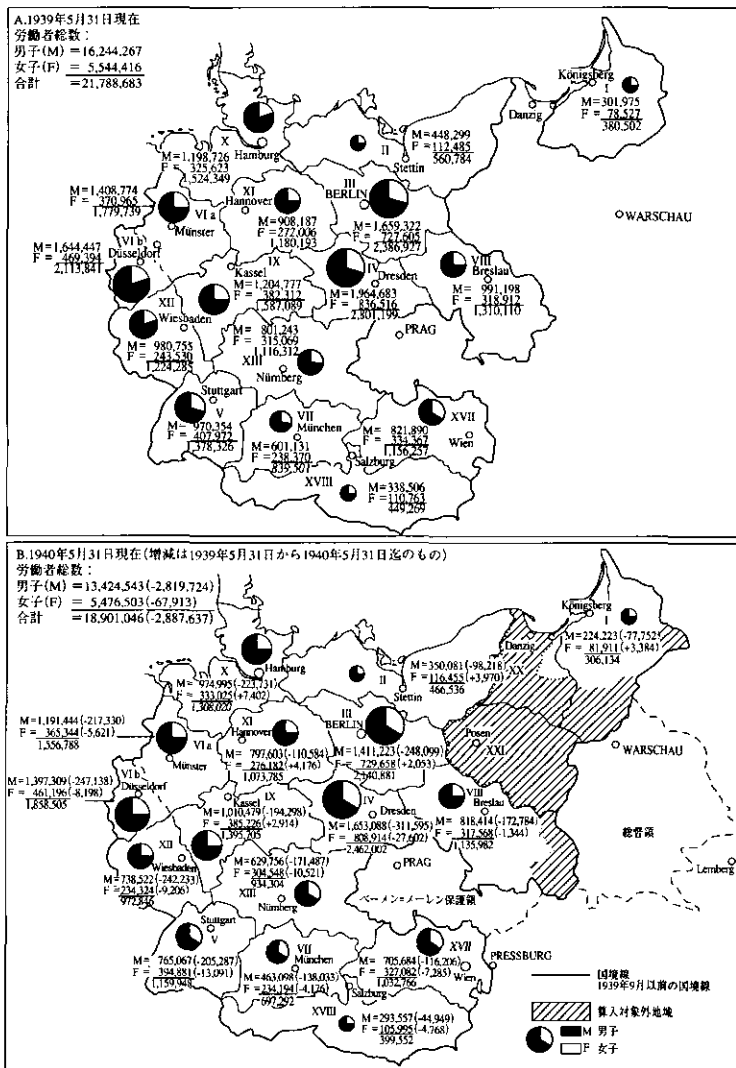 A.1939年5月31日現在
労働者総数：
男子(M)＝16,244,267
女子(F)＝ 5,544,416
合計 ＝21,788,683
Königsberg
I
M＝301,975
F＝ 78,527
380,502
Danzig
II
M＝448,299
F＝112,485
560,784
Stettin
X
Hamburg
M＝1,198,726
F＝ 325,623
1,524,349
M＝1,408,774
F＝ 370,965
1,779,739
VI a
Münster
XI
Hannover
M＝ 908,187
F＝ 272,006
1,180,193
III
BERLIN
M＝1,659,322
F＝ 727,605
2,386,927
WARSCHAU
M＝1,644,447
F＝ 469,394
2,113,841
VI b
Düsseldorf
IX
Kassel
M＝1,204,777
F＝ 382,312
1,587,089
IV
Dresden
M＝1,964,683
F＝ 836,516
2,801,199
VIII
Breslau
M＝ 991,198
F＝ 318,912
1,310,110
XII
Wiesbaden
M＝ 980,755
F＝ 243,530
1,224,285
M＝ 801,243
F＝ 315,069
1,116,312
XIII
Nürnberg
PRAG
Stuttgart
V
M＝ 970,354
F＝ 407,972
1,378,326
VII
München
M＝601,131
F＝238,370
839,501
M＝ 821,890
F＝ 334,367
1,156,257
XVII
Wien
Salzburg
XVIII
M＝338,506
F＝110,763
449,269
B.1940年5月31日現在(増減は1939年5月31日から1940年5月31日迄のもの)
労働者総数：
男子(M)＝13,424,543(-2,819,724)
女子(F)＝ 5,476,503(-67,913)
合計 ＝18,901,046(-2,887,637)
Königsberg
I
M＝224,223(-77,752)
F＝ 81,911(+3,384)
306,134
Danzig
XX
II
M＝350,081(-98,218)
F＝116,455(+3,970)
466,536
Stettin
Hamburg
X
M＝ 974,995(-223,731)
F＝ 333,025(+7,402)
1,308,020
M＝1,191,444(-217,330)
F＝ 365,344(-5,621)
1,556,788
VI a
Münster
XI
Hannover
M＝ 797,603(-110,584)
F＝ 276,182(+4,176)
1,073,785
III
BERLIN
M＝1,411,223(-248,099)
F＝ 729,658(+2,053)
2,140,881
Posen
XXI
WARSCHAU
M＝1,397,309(-247,138)
F＝ 461,196(-8,198)
1,858,505
VI b
Düsseldorf
Kassel
IX
M＝1,010,479(-194,298)
F＝ 385,226(+2,914)
1,395,705
IV
Dresden
M＝1,653,088(-311,595)
F＝ 808,914(-27,602)
2,462,002
VIII
Breslau
M＝ 818,414(-172,784)
F＝ 317,568(-1,344)
1,135,982
総督領
Lemberg
XII
Wiesbaden
M＝738,522(-242,233)
F＝234,324(-9,206)
972,846
M＝629,756(-171,487)
F＝304,548(-10,521)
934,304
XIII
Nürnberg
PRAG
ベーメン＝メーレン保護領
Stuttgart
V
M＝ 765,067(-205,287)
F＝ 394,881(-13,091)
1,159,948
VII
München
M＝463,098(-138,033)
F＝234,194(-4,176)
697,292
XVII
M＝ 705,684(-116,206)
F＝ 327,082(-7,285)
1,032,766
Wien
PRESSBURG
Salzburg
XVIII
M＝293,557(-44,949)
F＝105,995(-4,768)
399,552
国境線
1939年9月以前の国境線
算入対象外地域
M 男子
F 女子